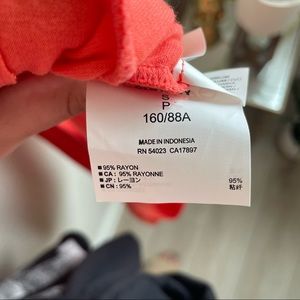 S
P
160/88A
MADE IN INDONESIA
RN 54023 CA17897
■ 95% RAYON
■ CA : 95% RAYONNE
■ JP : レーヨン 95%
■ CN : 95% 粘纤